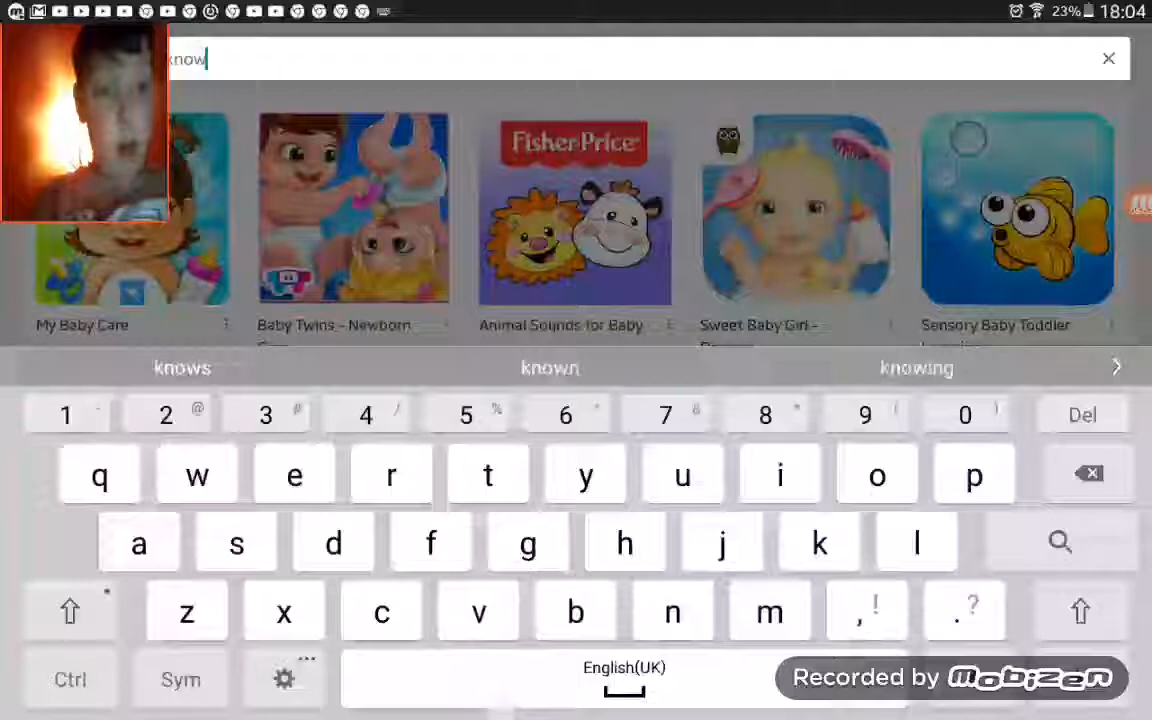 23% 18:04
know
Fisher-Price
My Baby Care
Baby Twins - Newborn
Animal Sounds for Baby
Sweet Baby Girl -
Sensory Baby Toddler
knows known knowing
1 - 2 @ 3 # 4 / 5 % 6 ^ 7 & 8 * 9 ( 0 ) Del
q w e r t y u i o p
a s d f g h j k l
z x c v b n m , ! . ?
Ctrl Sym English(UK)
Recorded by mobizen